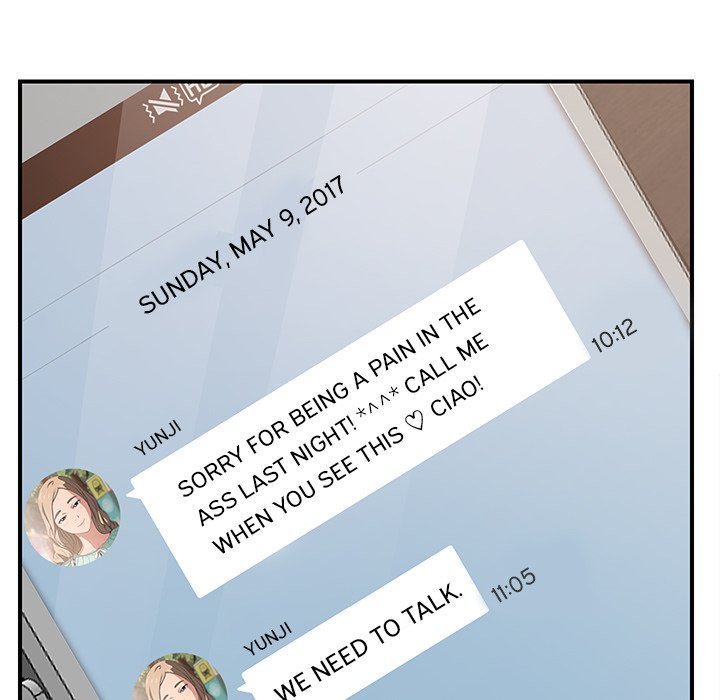 SUNDAY, MAY 9, 2017
YUNJI
SORRY FOR BEING A PAIN IN THE
ASS LAST NIGHT! *^^* CALL ME
WHEN YOU SEE THIS ♡ CIAO!
10:12
YUNJI
WE NEED TO TALK.
11:05